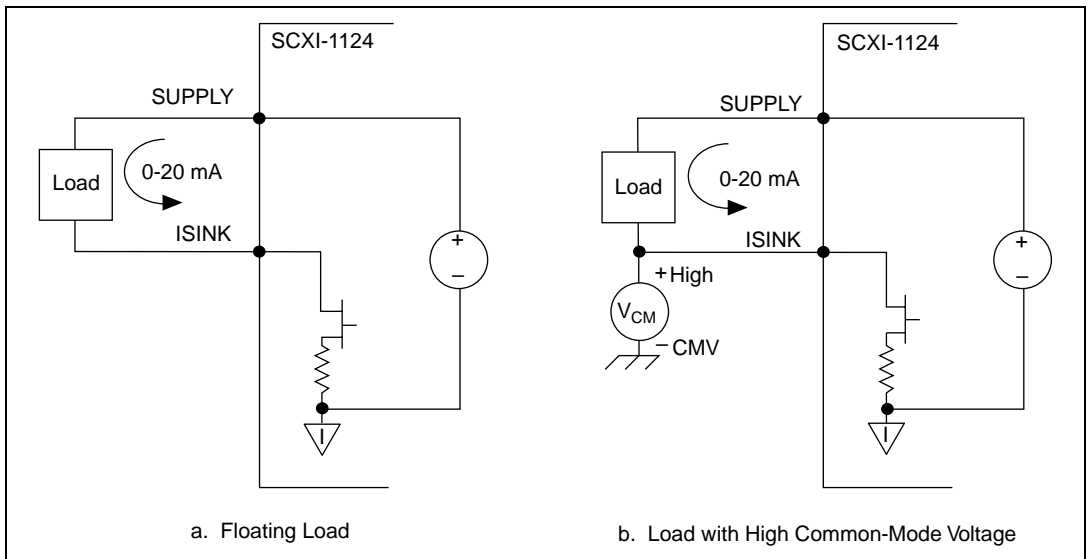 SCXI-1124
SUPPLY
Load
0-20 mA
ISINK
+
–
I
a. Floating Load
SCXI-1124
SUPPLY
Load
0-20 mA
ISINK
+High
VCM
– CMV
+
–
I
b. Load with High Common-Mode Voltage